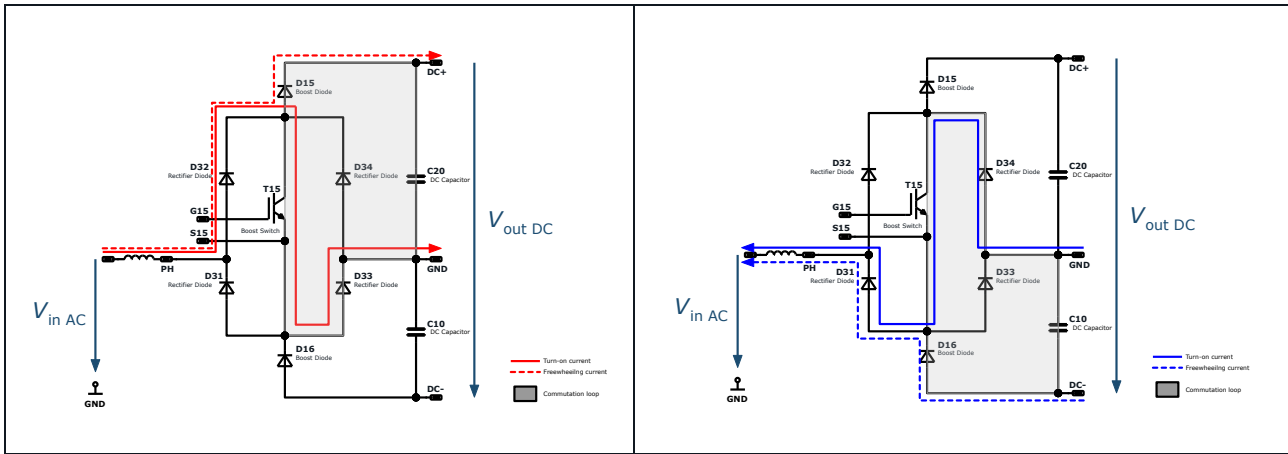 DC+
D15
Boost Diode
D32
Rectifier Diode
D34
Rectifier Diode
C20
DC Capacitor
T15
G15
Boost Switch
S15
V out DC
PH
GND
D31
Rectifier Diode
D33
Rectifier Diode
V in AC
C10
DC Capacitor
D16
Boost Diode
Turn-on current
Freewheeling current
DC-
Commutation loop
GND
DC+
D15
Boost Diode
D32
Rectifier Diode
D34
Rectifier Diode
C20
DC Capacitor
T15
G15
Boost Switch
S15
V out DC
PH
GND
D31
Rectifier Diode
D33
Rectifier Diode
V in AC
C10
DC Capacitor
D16
Boost Diode
Turn-on current
Freewheeling current
DC-
Commutation loop
GND